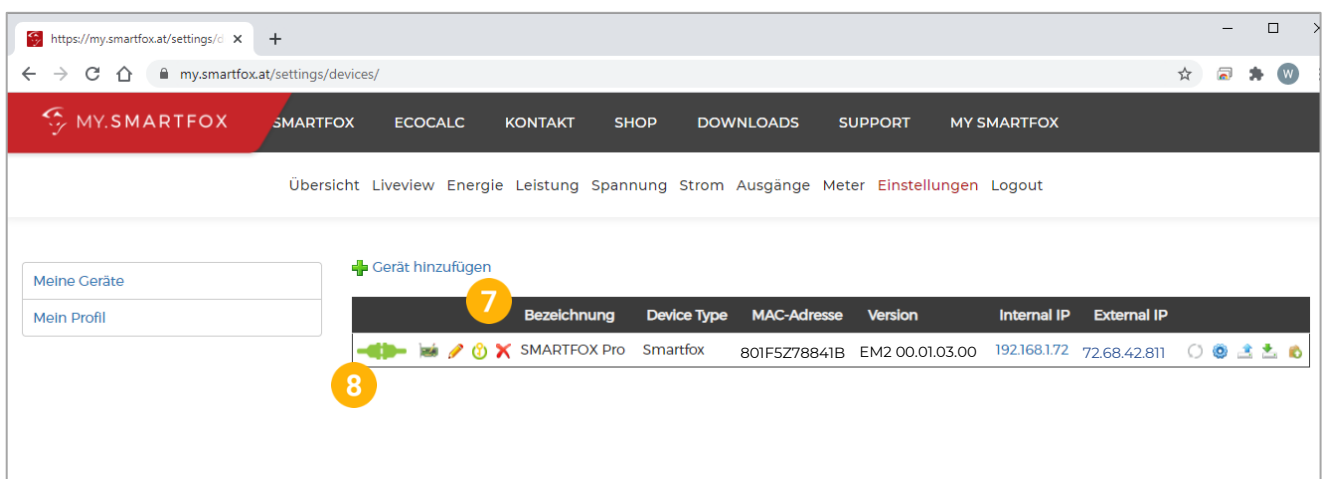 https://my.smartfox.at/settings/d
my.smartfox.at/settings/devices/
W
MY.SMARTFOX
SMARTFOX ECOCALC KONTAKT SHOP DOWNLOADS SUPPORT MY SMARTFOX
Übersicht Liveview Energie Leistung Spannung Strom Ausgänge Meter Einstellungen Logout
Meine Geräte
Mein Profil
Gerät hinzufügen
7
Bezeichnung Device Type MAC-Adresse Version Internal IP External IP
SMARTFOX Pro Smartfox 801F5Z78841B EM2 00.01.03.00 192.168.1.72 72.68.42.811
8